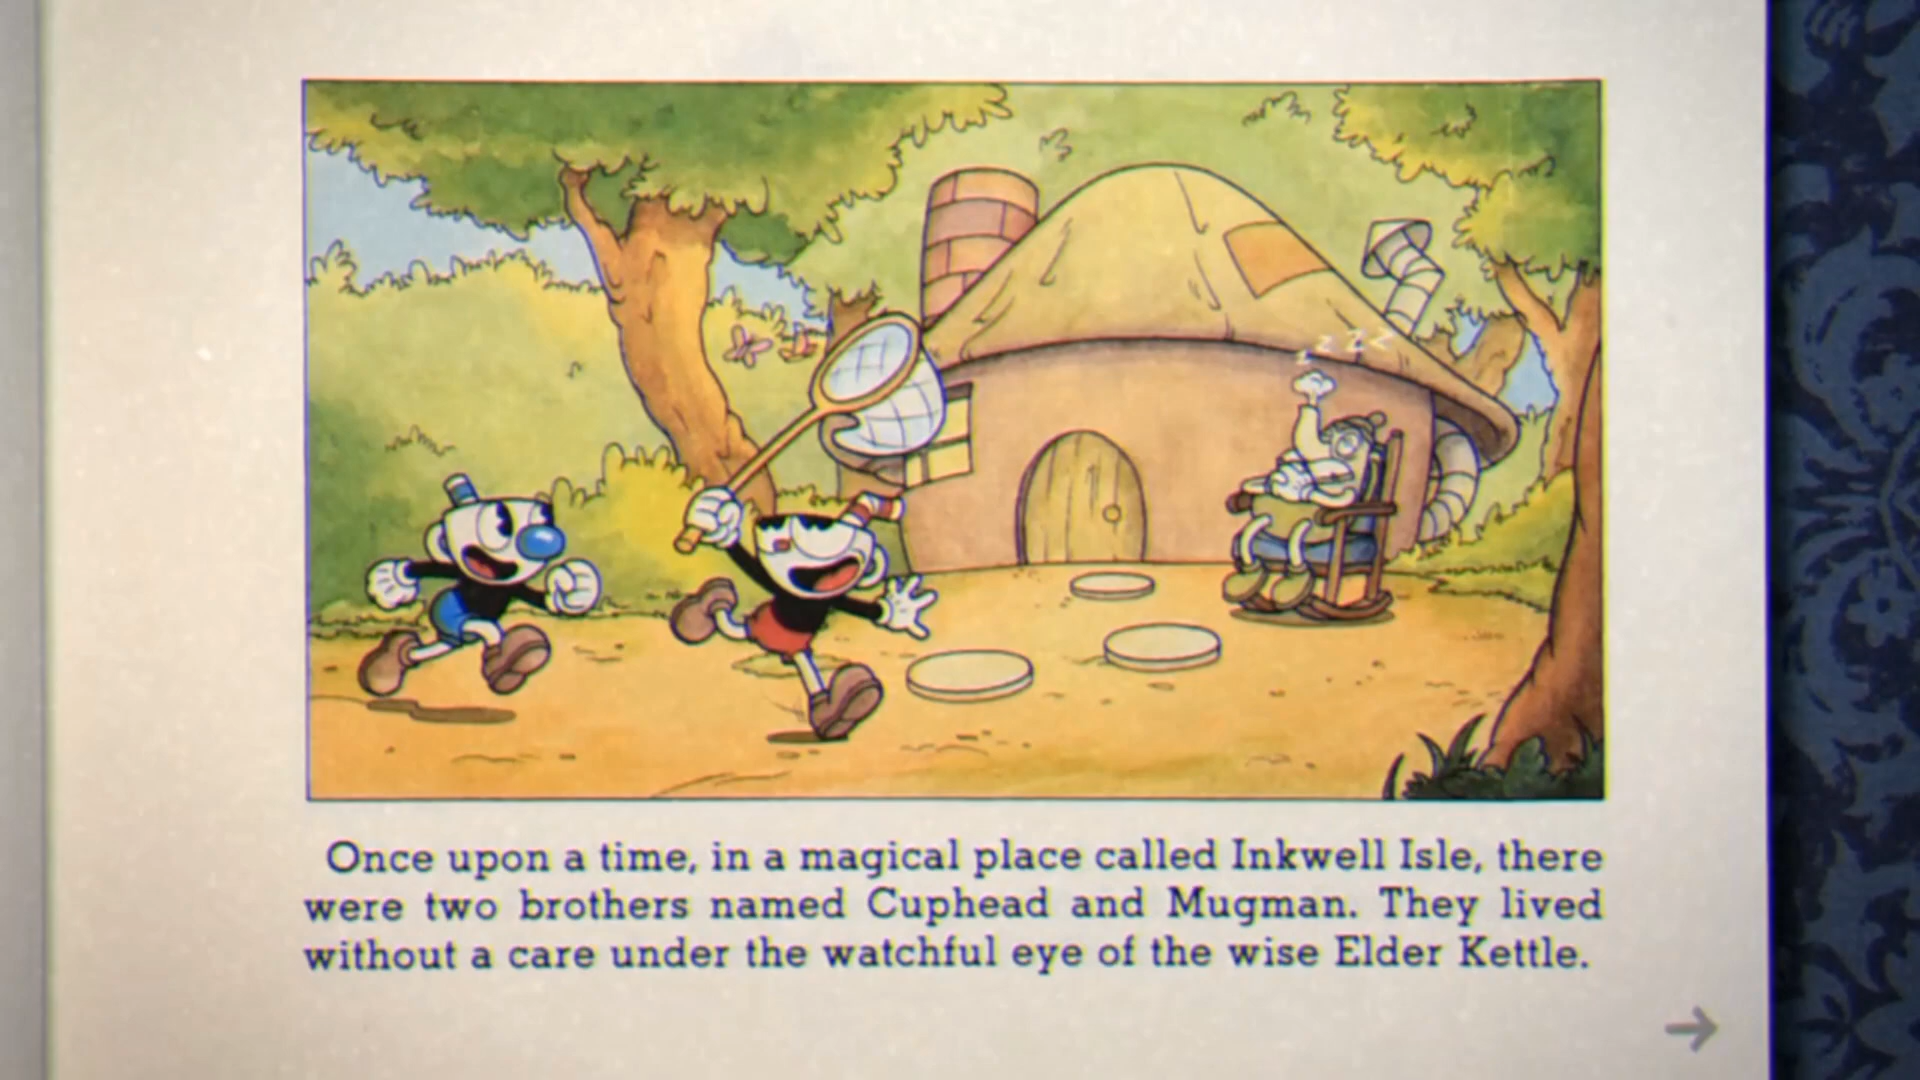 z z z z
Once upon a time, in a magical place called Inkwell Isle, there
were two brothers named Cuphead and Mugman. They lived
without a care under the watchful eye of the wise Elder Kettle.